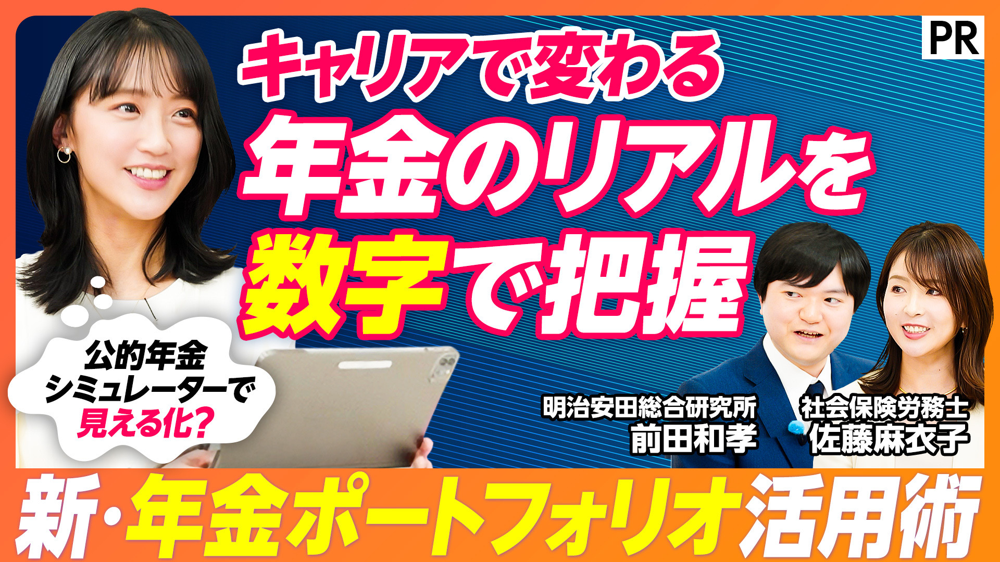 PR
キャリアで変わる
年金のリアルを
数字で把握
公的年金
シミュレーターで
見える化?
明治安田総合研究所
前田和孝
社会保険労務士
佐藤麻衣子
新・年金ポートフォリオ活用術